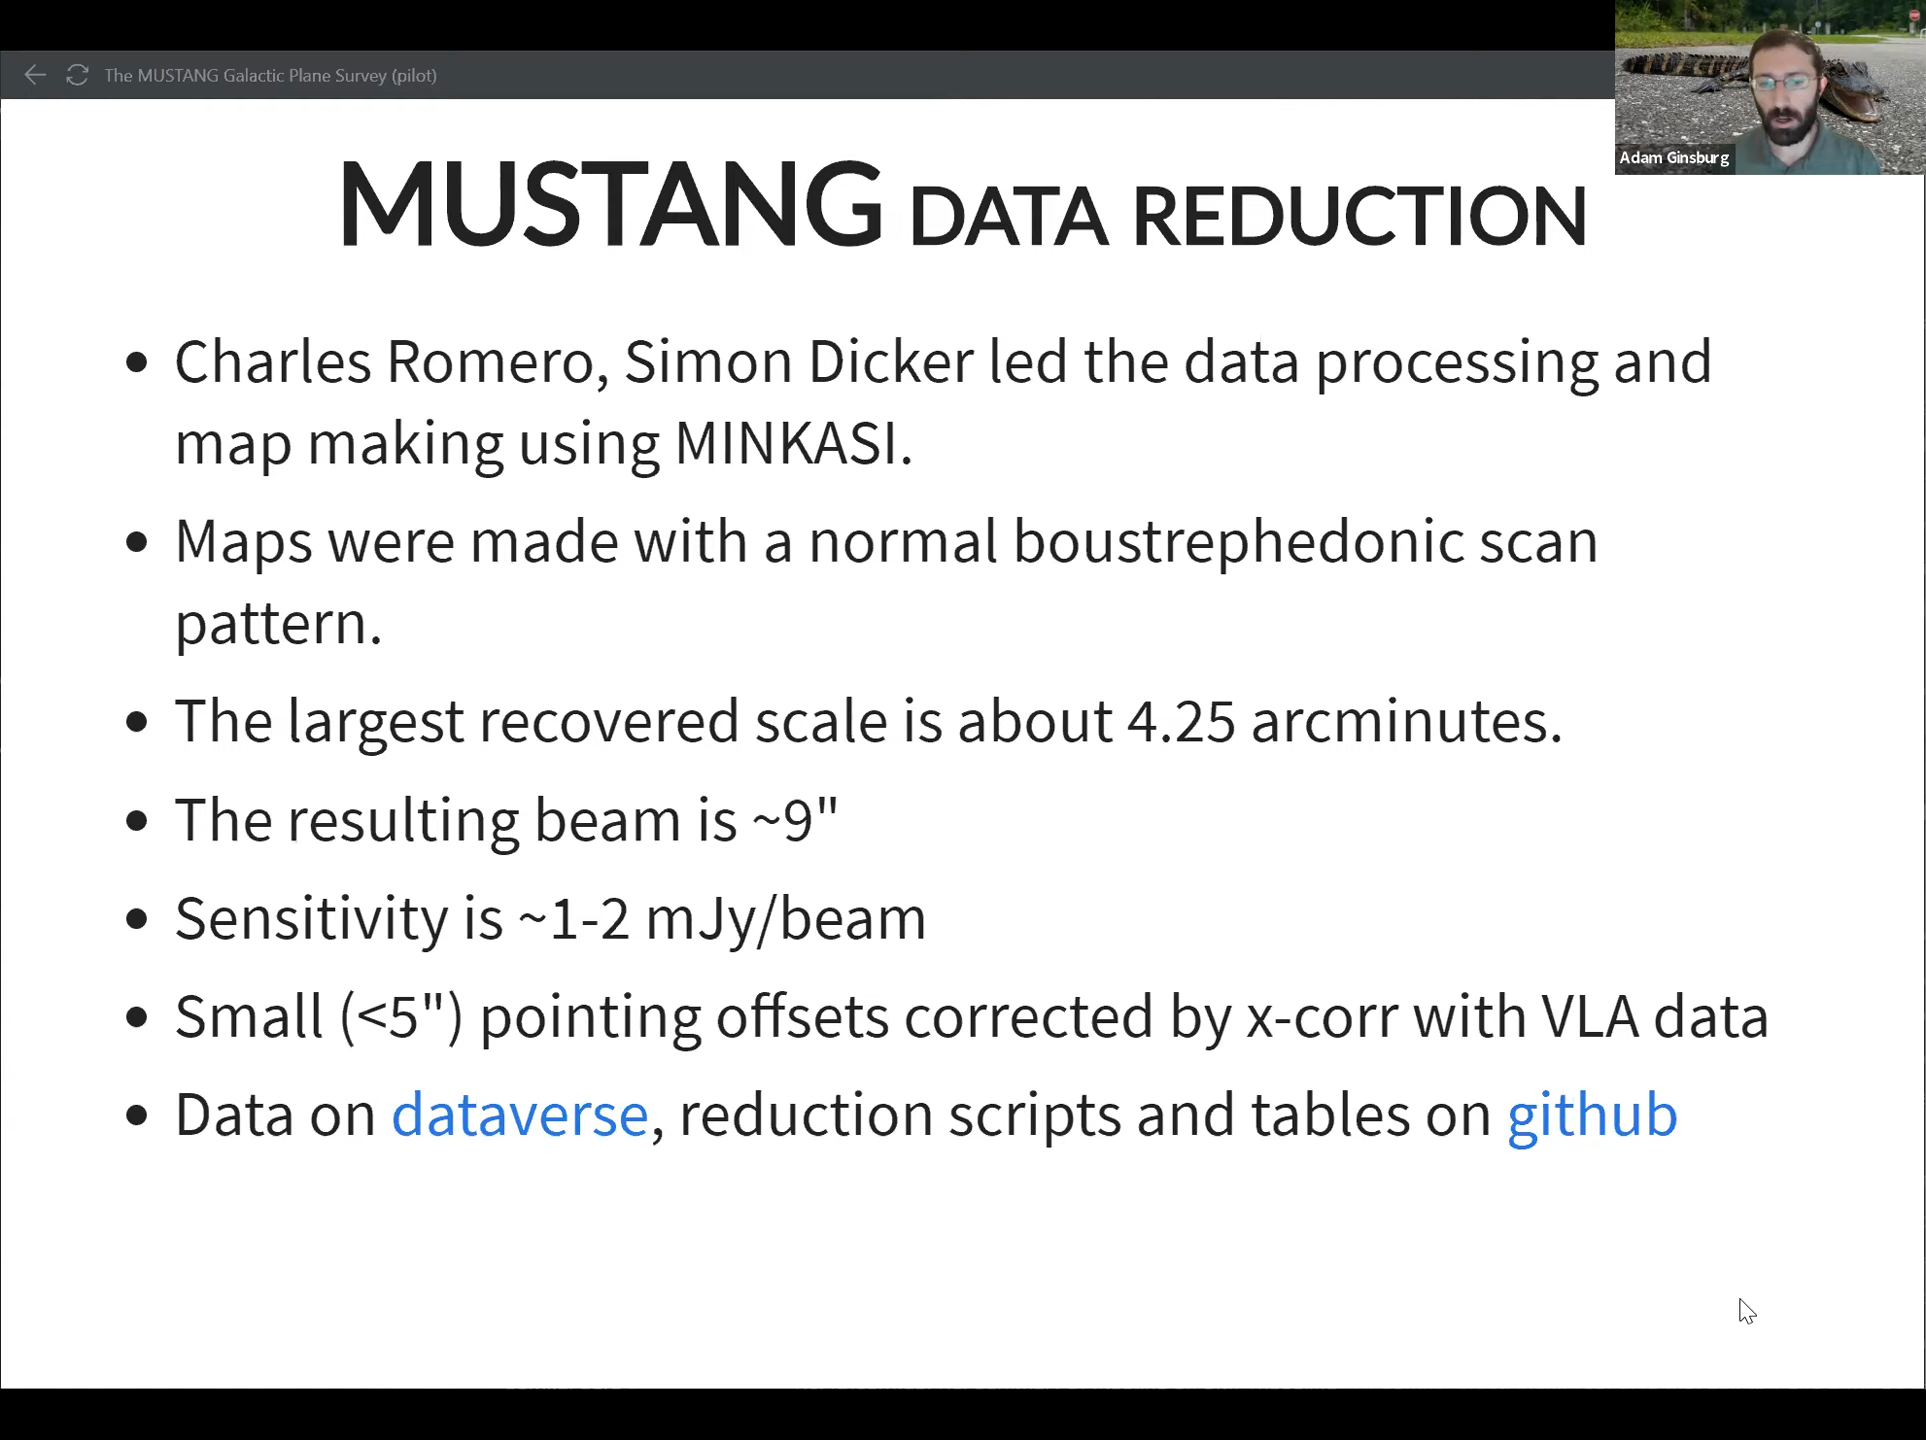 The MUSTANG Galactic Plane Survey (pilot)
Adam Ginsburg
MUSTANG DATA REDUCTION
• Charles Romero, Simon Dicker led the data processing and
map making using MINKASI.
• Maps were made with a normal boustrephedonic scan
pattern.
• The largest recovered scale is about 4.25 arcminutes.
• The resulting beam is ~9"
• Sensitivity is ~1-2 mJy/beam
• Small (<5") pointing offsets corrected by x-corr with VLA data
• Data on dataverse, reduction scripts and tables on github